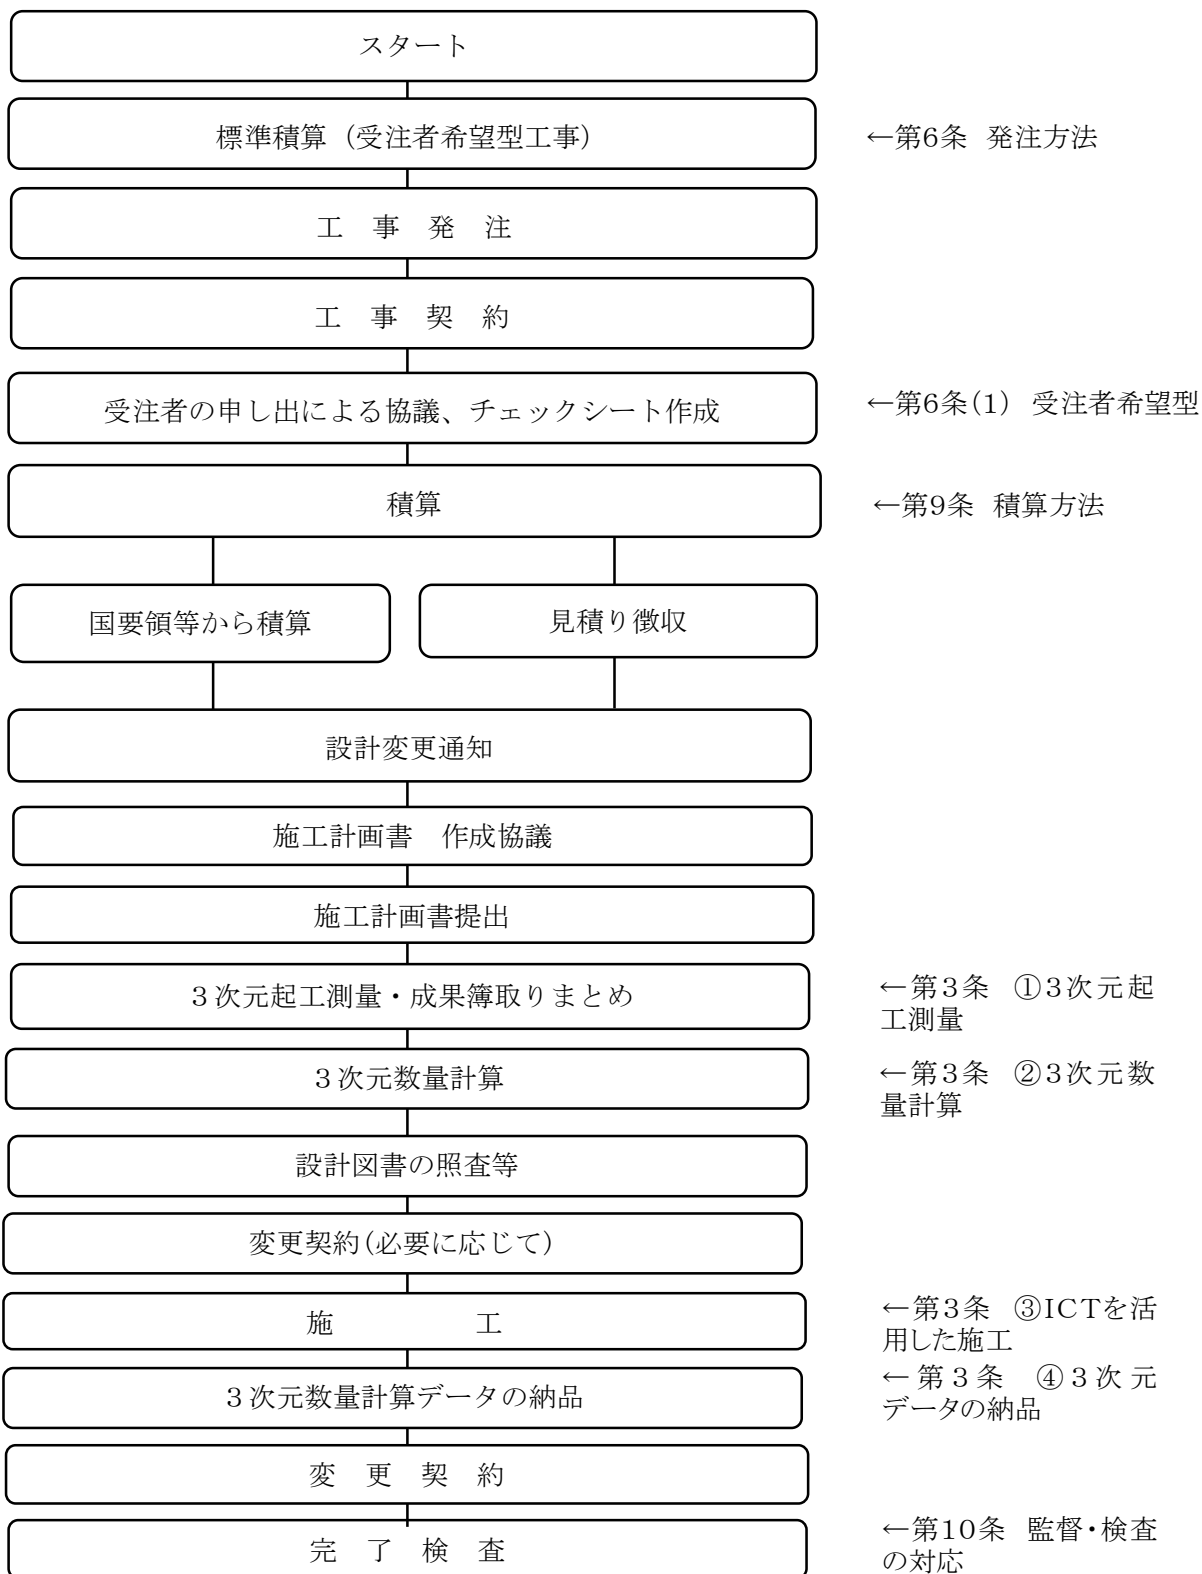 スタート
標準積算（受注者希望型工事）
←第6条 発注方法
工 事 発 注
工 事 契 約
受注者の申し出による協議、チェックシート作成
←第6条(1) 受注者希望型
積算
←第9条 積算方法
国要領等から積算
見積り徴収
設計変更通知
施工計画書 作成協議
施工計画書提出
３次元起工測量・成果簿取りまとめ
←第３条 ①３次元起
工測量
３次元数量計算
←第３条 ②３次元数
量計算
設計図書の照査等
変更契約(必要に応じて)
施 工
←第３条 ③ICTを活
用した施工
３次元数量計算データの納品
←第３条 ④３次元
データの納品
変 更 契 約
完 了 検 査
←第10条 監督・検査
の対応